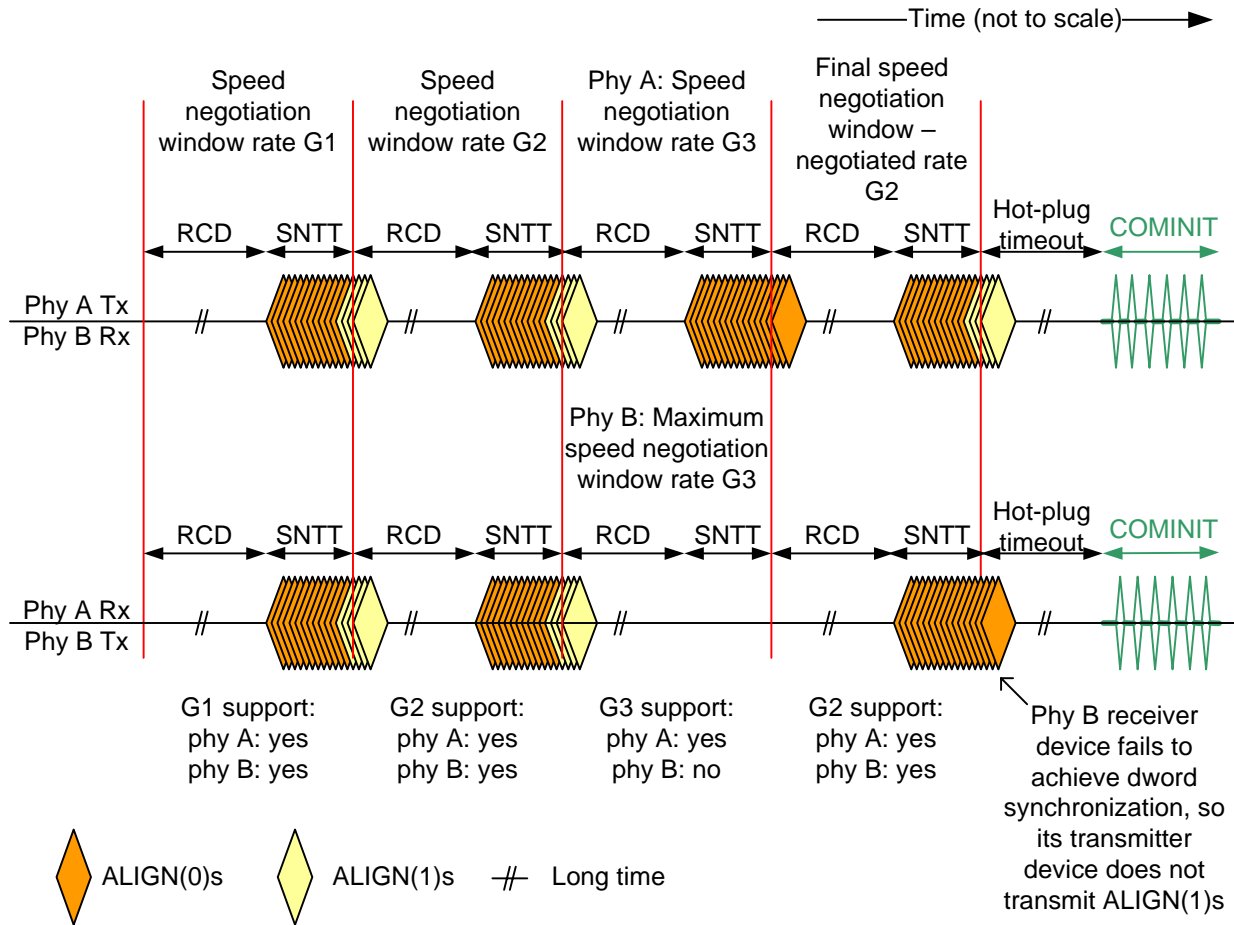 Time (not to scale)
Speed
negotiation
window rate G1
Speed
negotiation
window rate G2
Phy A: Speed
negotiation
window rate G3
Final speed
negotiation
window –
negotiated rate
G2
RCD
SNTT
RCD
SNTT
RCD
SNTT
RCD
SNTT
Hot-plug
timeout
COMINIT
Phy A Tx
Phy B Rx
Phy B: Maximum
speed negotiation
window rate G3
RCD
SNTT
RCD
SNTT
RCD
SNTT
RCD
SNTT
Hot-plug
timeout
COMINIT
Phy A Rx
Phy B Tx
G1 support:
phy A: yes
phy B: yes
G2 support:
phy A: yes
phy B: yes
G3 support:
phy A: yes
phy B: no
G2 support:
phy A: yes
phy B: yes
Phy B receiver
device fails to
achieve dword
synchronization, so
its transmitter
device does not
transmit ALIGN(1)s
ALIGN(0)s
ALIGN(1)s
Long time